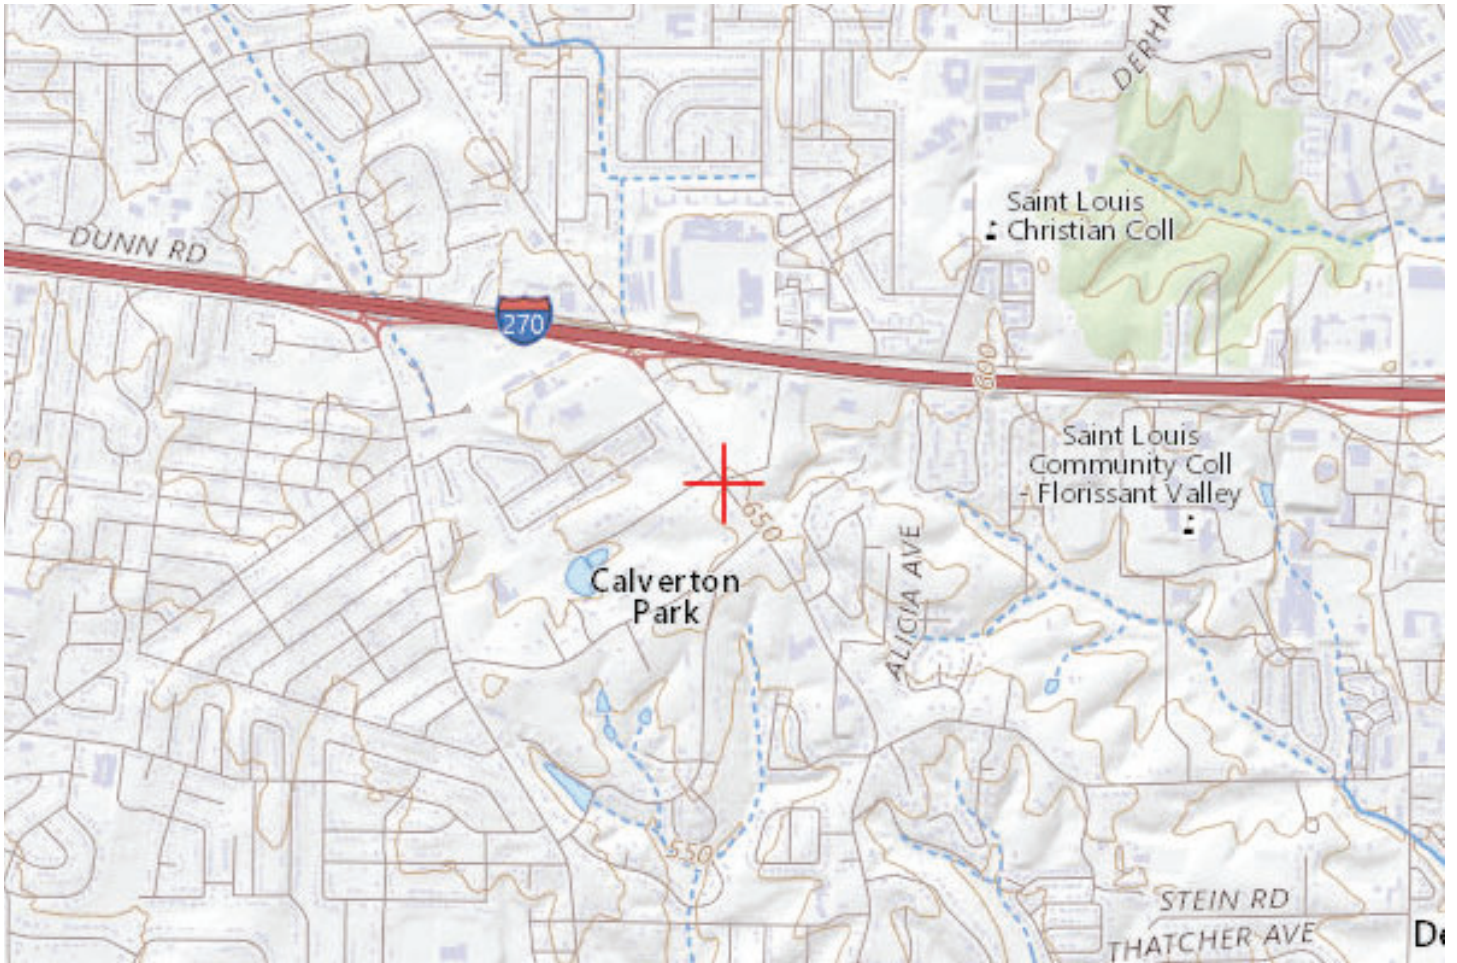 DERHA
Saint Louis
Christian Coll
DUNN RD
270
600
Saint Louis
Community Coll
- Florissant Valley
650
ALICIA AVE
Calverton
Park
550
STEIN RD
THATCHER AVE
De